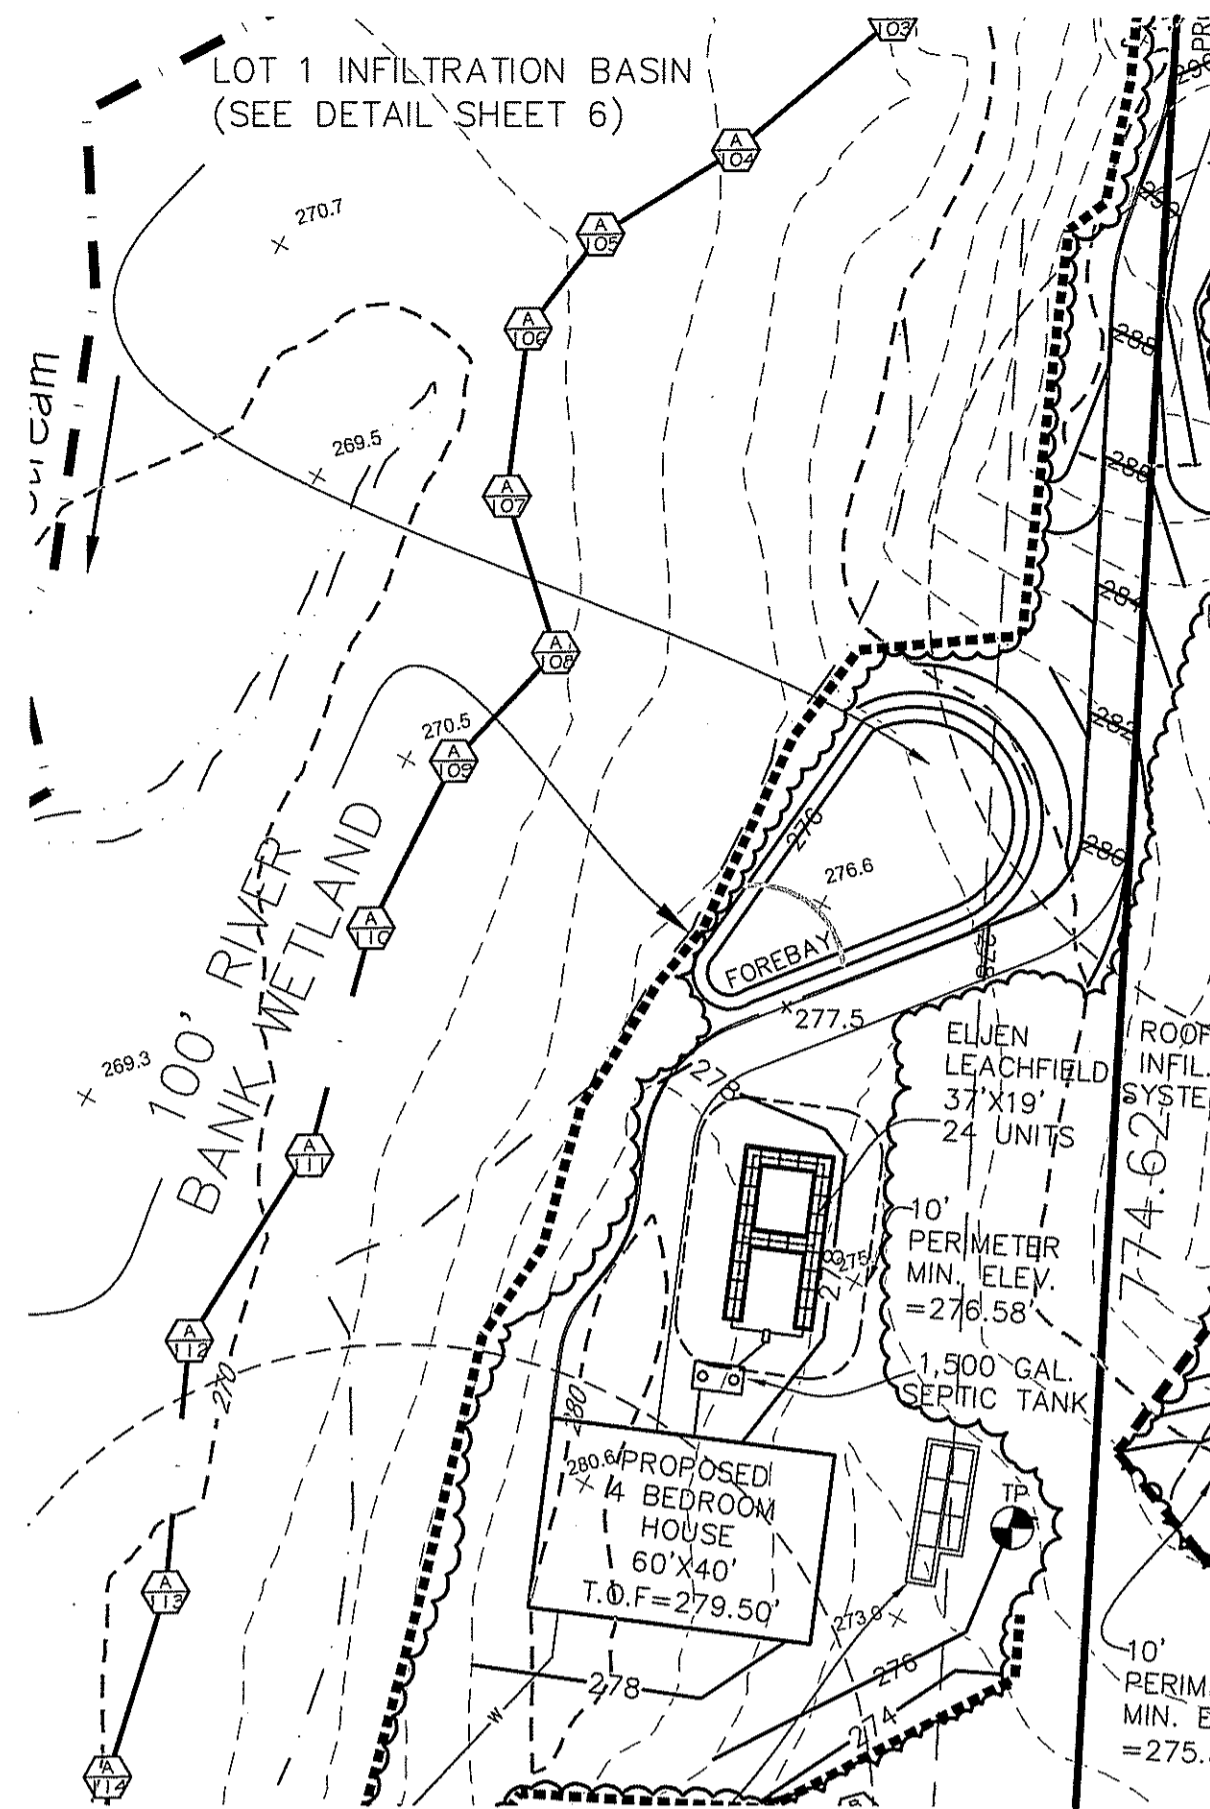 LOT 1 INFILTRATION BASIN
(SEE DETAIL SHEET 6)
103
A
104
A
105
A
106
A
107
A
108
A
109
A
110
A
111
A
112
A
113
A
114
270.7
269.5
270.5
269.3
100' RIVER
BANK WETLAND
270
288
286
284
282
280
276
276.6
FOREBAY
278
277.5
278
ELJEN
LEACHFIELD
37'X19'
24 UNITS
ROOF
INFIL.
774.62
10'
PERIMETER
MIN. ELEV.
=276.58'
278
1,500 GAL.
SEPTIC TANK
280
280.6
PROPOSED
4 BEDROOM
HOUSE
60'X40'
T.O.F=279.50'
TP
273.9
278
276
274
W
10'
MIN.